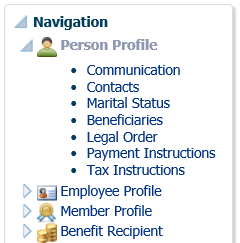 Navigation
Person Profile
Communication
Contacts
Marital Status
Beneficiaries
Legal Order
Payment Instructions
Tax Instructions
Employee Profile
Member Profile
Benefit Recipient